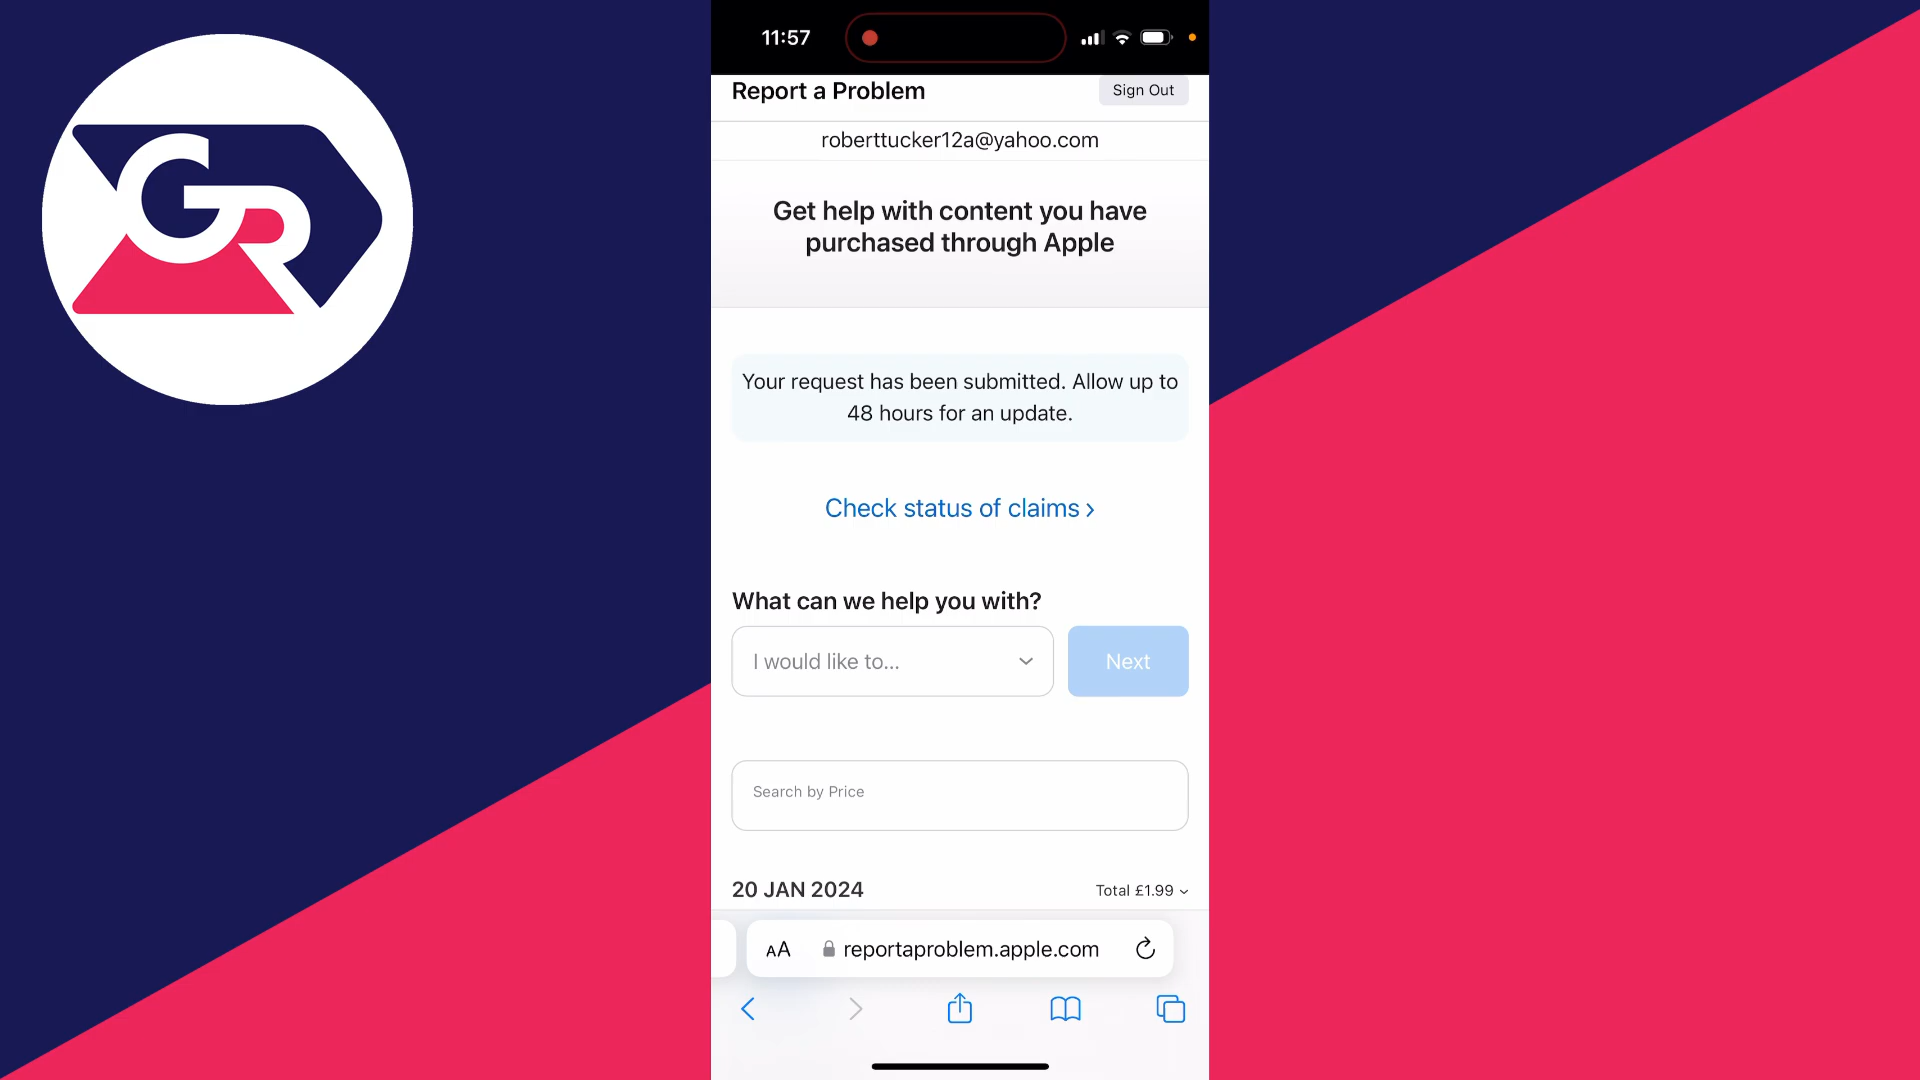 GR
11:57
Report a Problem
Sign Out
roberttucker12a@yahoo.com
Get help with content you have
purchased through Apple
Your request has been submitted. Allow up to
48 hours for an update.
Check status of claims ›
What can we help you with?
I would like to...
Next
Search by Price
20 JAN 2024
Total £1.99
AA
reportaproblem.apple.com